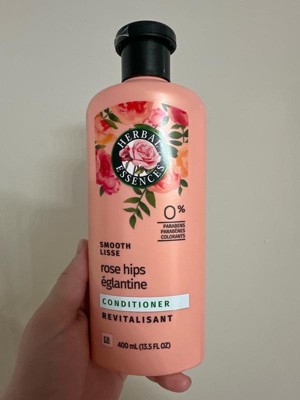 HERBAL
ESSENCES
0%
PARABENS
PARABÈNES
COLORANTS
SMOOTH
LISSE
rose hips
églantine
CONDITIONER
REVITALISANT
400 mL (13.5 FL OZ)